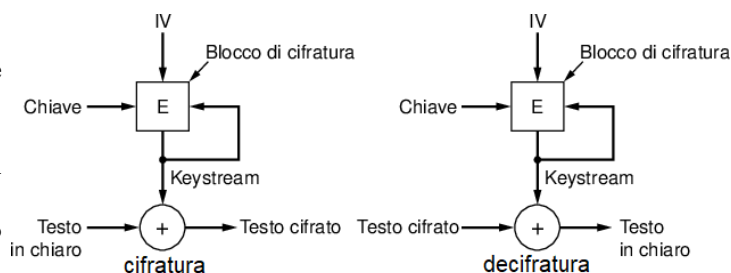 IV
Blocco di cifratura
Chiave
E
Keystream
Testo
in chiaro
+
Testo cifrato
cifratura
IV
Blocco di cifratura
Chiave
E
Keystream
Testo cifrato
+
Testo
in chiaro
decifratura